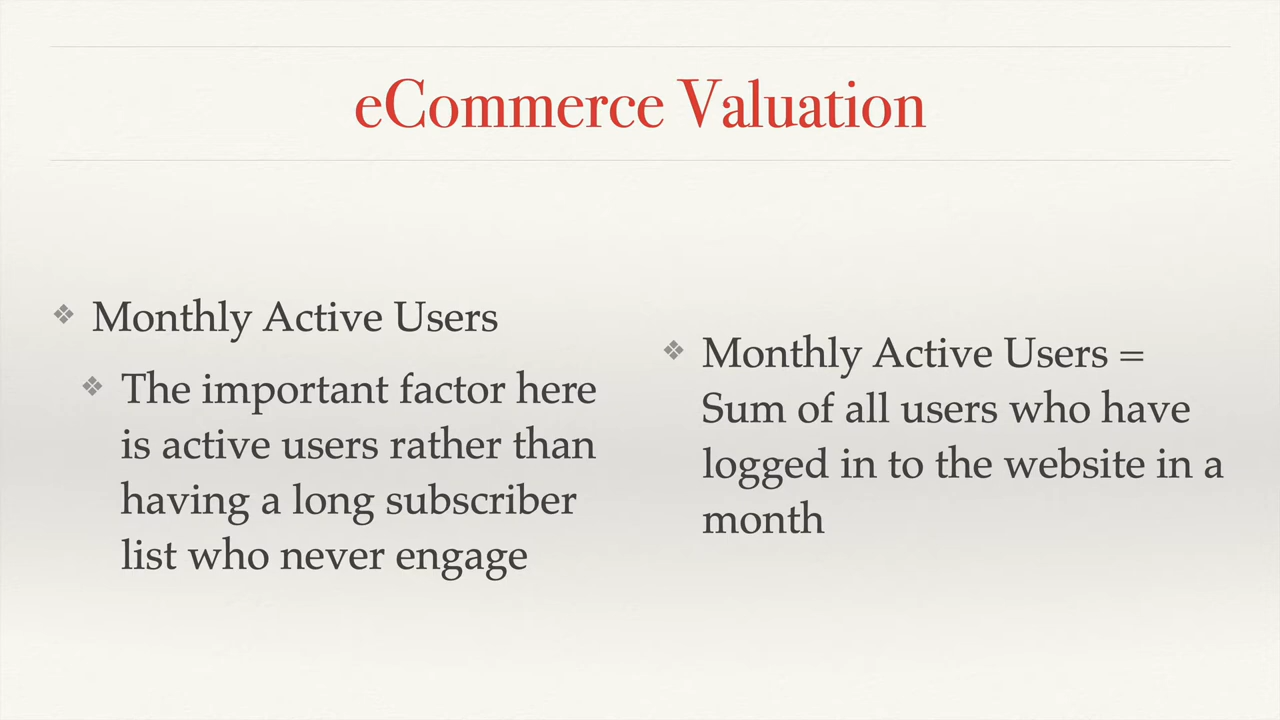 eCommerce Valuation
❖ Monthly Active Users
❖ The important factor here
is active users rather than
having a long subscriber
list who never engage
❖ Monthly Active Users =
Sum of all users who have
logged in to the website in a
month